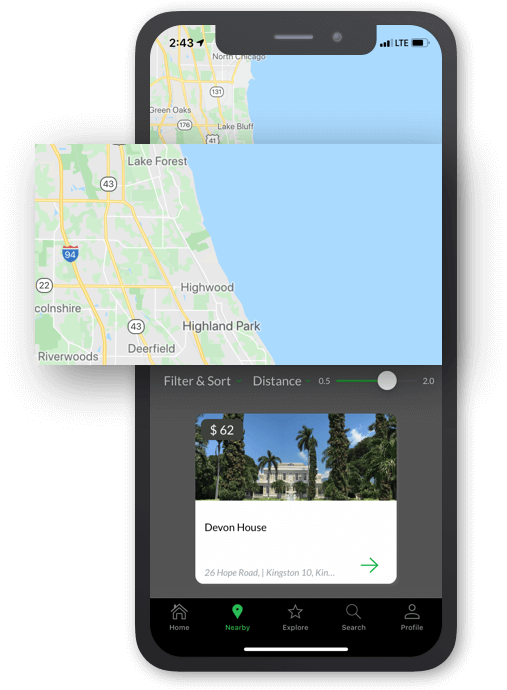 2:43 LTE
North Chicago
131
Green Oaks
176
Lake Bluff
41
Lake Forest
43
94
22
Highwood
colnshire
43
Highland Park
Deerfield
Riverwoods
Filter & Sort Distance 0.5 2.0
$ 62
Devon House
26 Hope Road, | Kingston 10, Kin...
Home Nearby Explore Search Profile